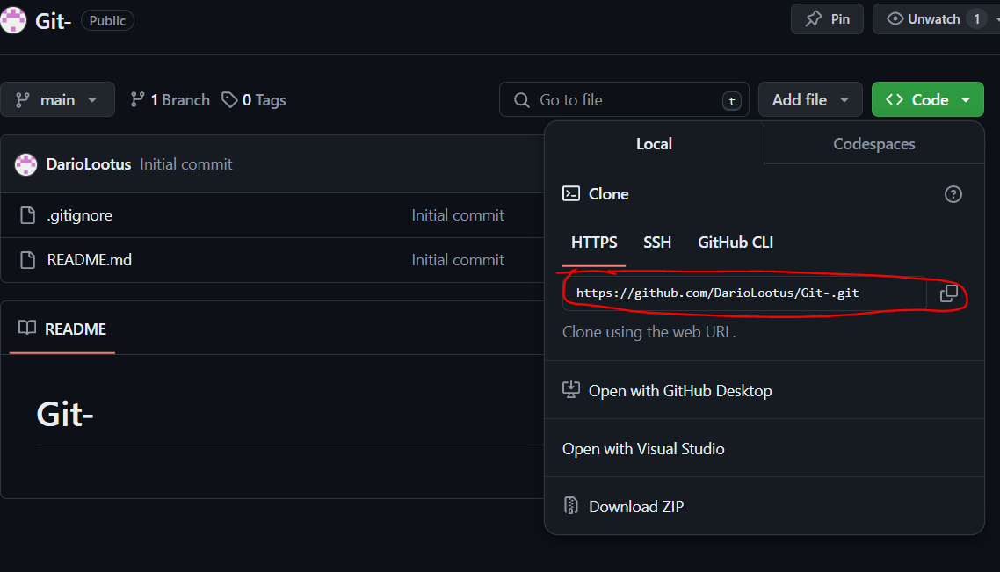 Git- Public
Pin
Unwatch 1
main
1 Branch
0 Tags
Go to file t
Add file
Code
DarioLootus Initial commit
.gitignore Initial commit
README.md Initial commit
README
Git-
Local Codespaces
Clone
HTTPS SSH GitHub CLI
https://github.com/DarioLootus/Git-.git
Clone using the web URL.
Open with GitHub Desktop
Open with Visual Studio
Download ZIP